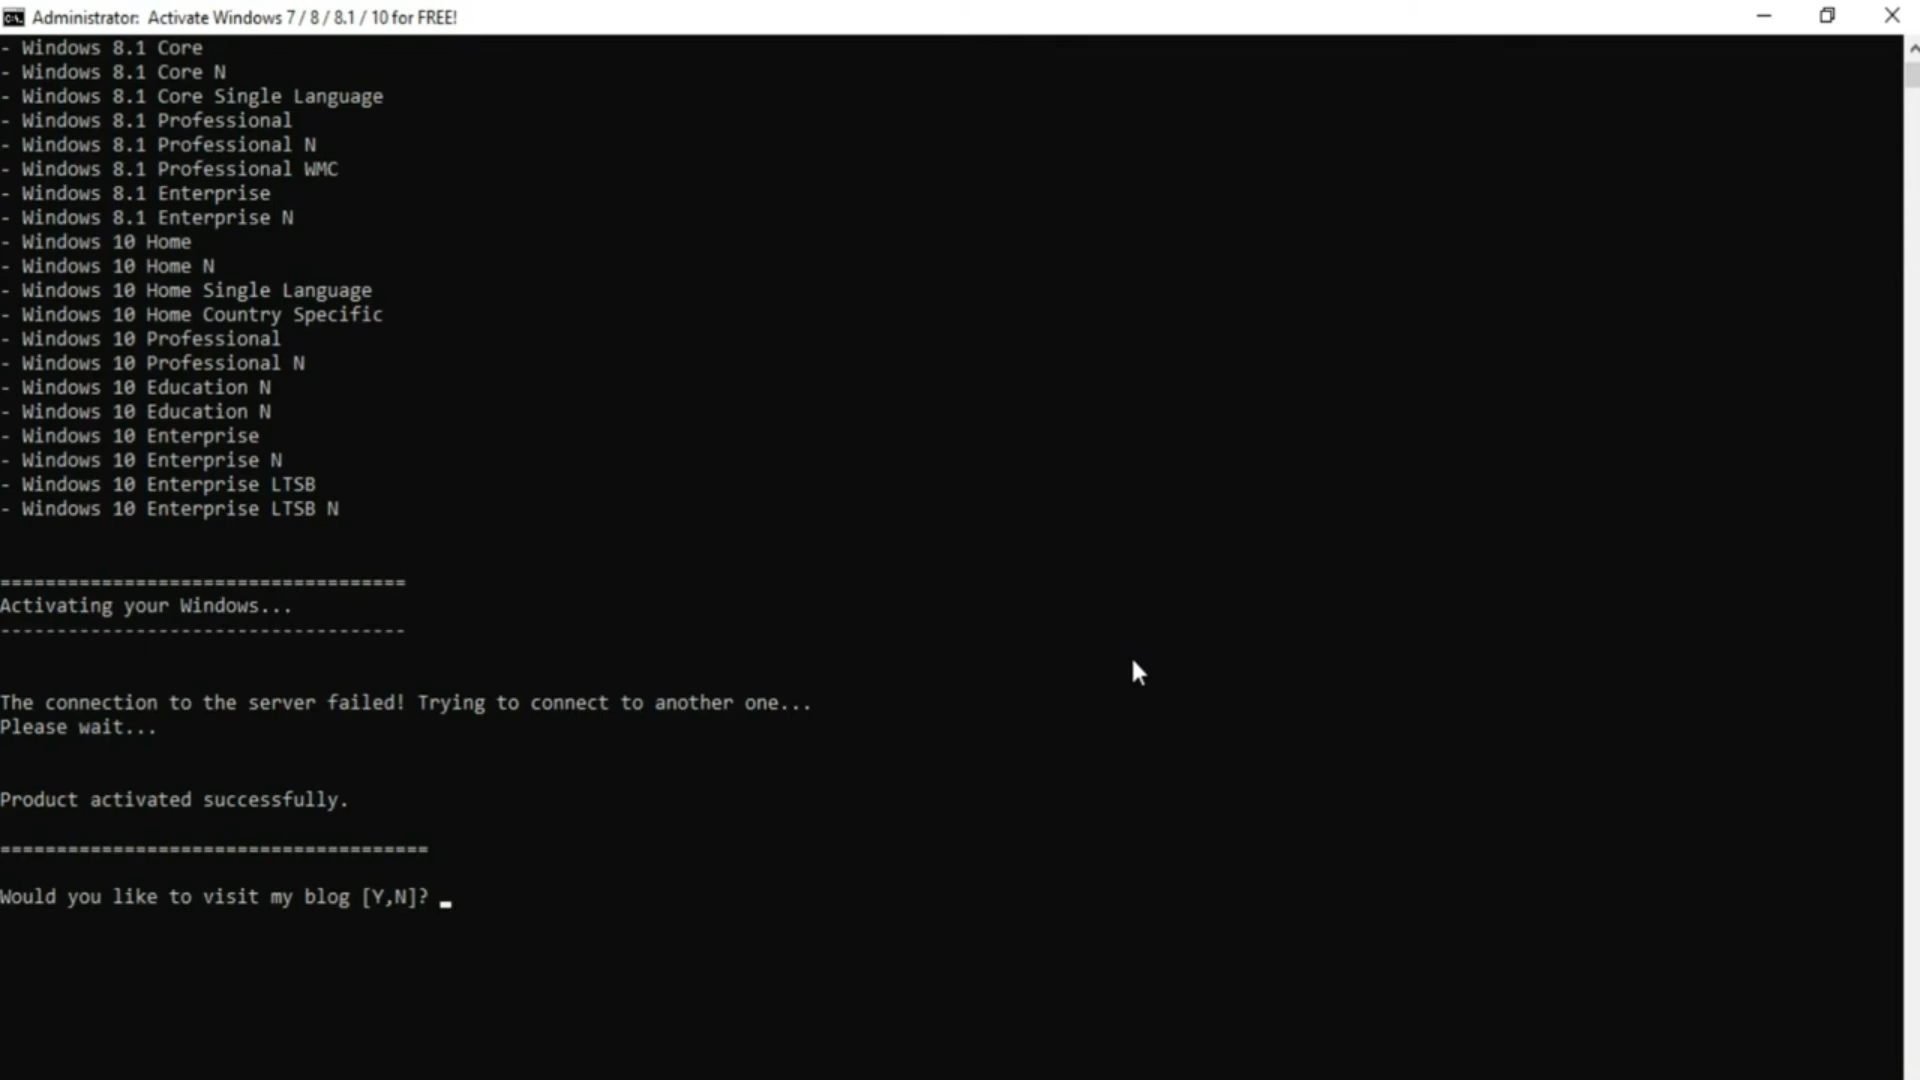 Administrator: Activate Windows 7 / 8 / 8.1 / 10 for FREE!
- Windows 8.1 Core
- Windows 8.1 Core N
- Windows 8.1 Core Single Language
- Windows 8.1 Professional
- Windows 8.1 Professional N
- Windows 8.1 Professional WMC
- Windows 8.1 Enterprise
- Windows 8.1 Enterprise N
- Windows 10 Home
- Windows 10 Home N
- Windows 10 Home Single Language
- Windows 10 Home Country Specific
- Windows 10 Professional
- Windows 10 Professional N
- Windows 10 Education N
- Windows 10 Education N
- Windows 10 Enterprise
- Windows 10 Enterprise N
- Windows 10 Enterprise LTSB
- Windows 10 Enterprise LTSB N
====================================
Activating your Windows...
------------------------------------
The connection to the server failed! Trying to connect to another one...
Please wait...
Product activated successfully.
======================================
Would you like to visit my blog [Y,N]?